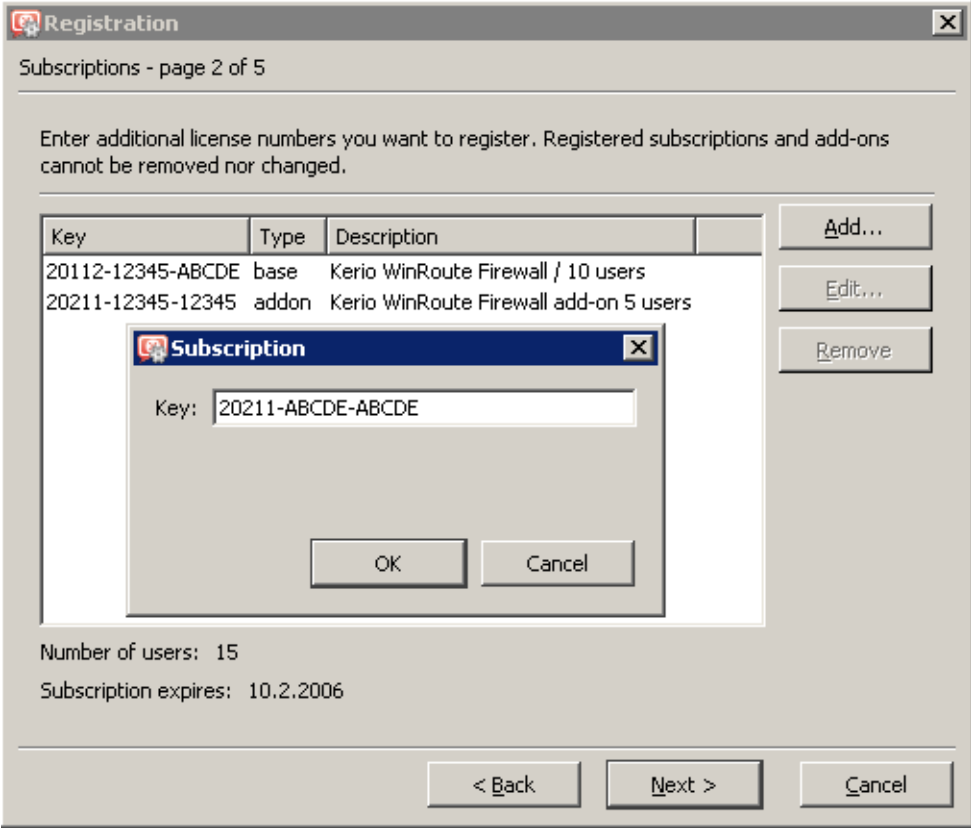 Registration
Subscriptions - page 2 of 5
Enter additional license numbers you want to register. Registered subscriptions and add-ons
cannot be removed nor changed.
Key Type Description
Add...
20112-12345-ABCDE base Kerio WinRoute Firewall / 10 users
20211-12345-12345 addon Kerio WinRoute Firewall add-on 5 users
Edit...
Remove
Subscription
Key: 20211-ABCDE-ABCDE
OK Cancel
Number of users: 15
Subscription expires: 10.2.2006
< Back Next > Cancel